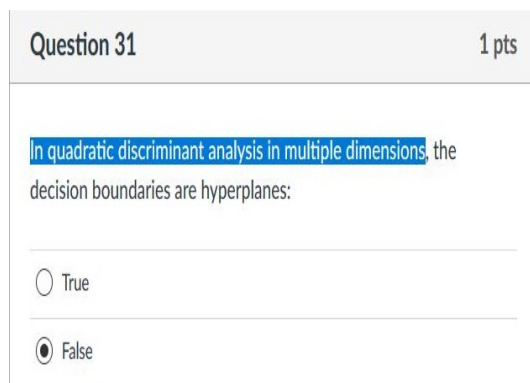 Question 31
1 pts
In quadratic discriminant analysis in multiple dimensions, the
decision boundaries are hyperplanes:
True
False